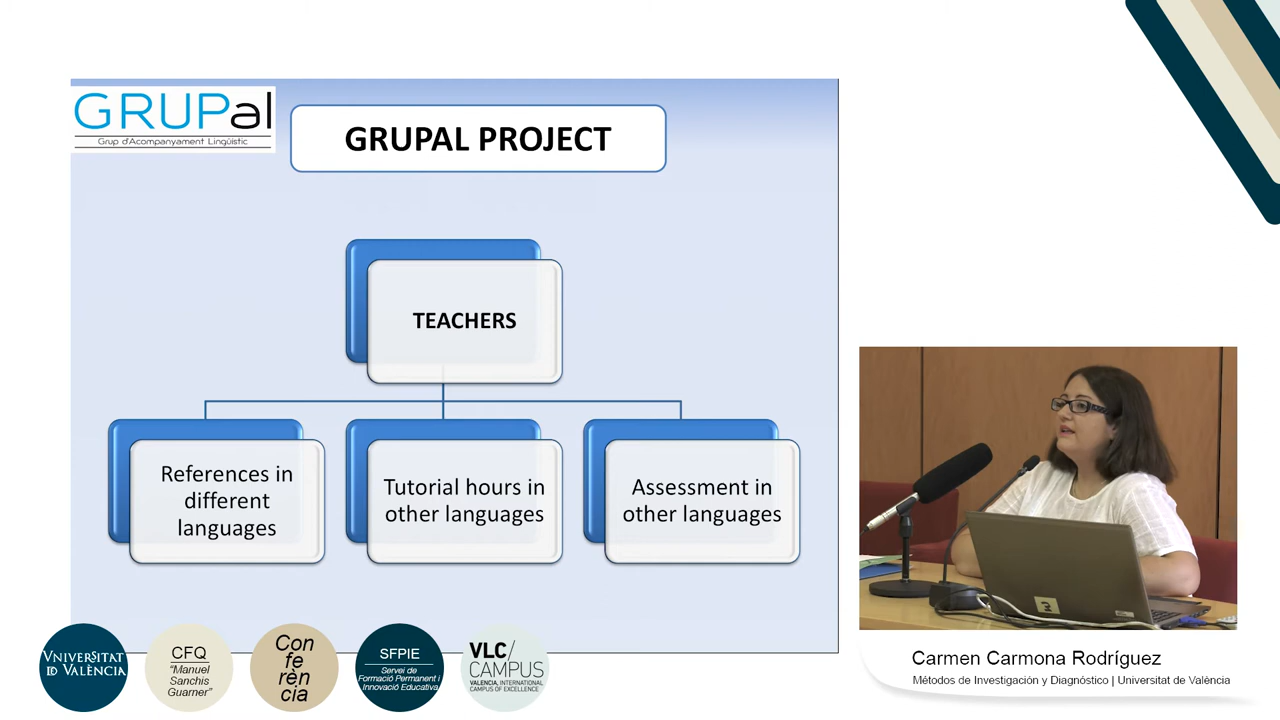 GRUPal
Grup d'Acompanyament Lingüístic
GRUPAL PROJECT
TEACHERS
References in
different
languages
Tutorial hours in
other languages
Assessment in
other languages
VNIVERSITAT
ID VALÈNCIA
CFQ
"Manuel
Sanchis
Guarner"
Con
fe
rèn
cia
SFPIE
Servei de
Formació Permanent i
Innovació Educativa
VLC/
CAMPUS
VALENCIA, INTERNATIONAL
CAMPUS OF EXCELLENCE
Carmen Carmona Rodríguez
Métodos de Investigación y Diagnóstico | Universitat de València